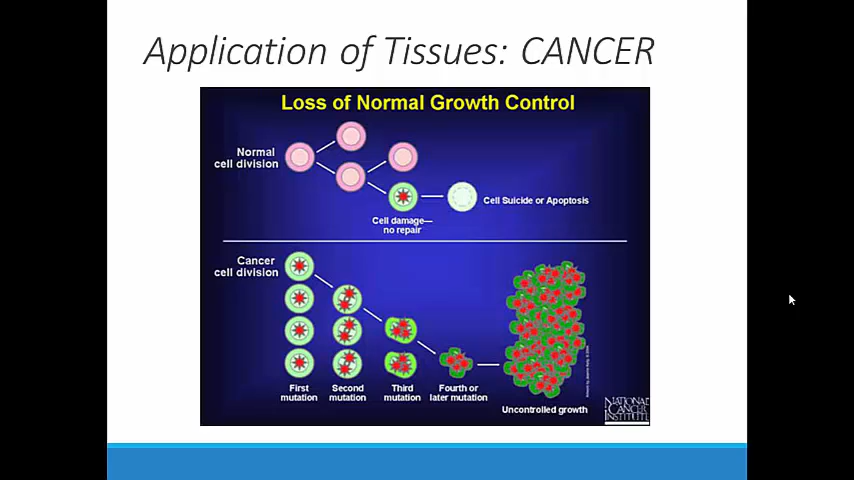 Application of Tissues: CANCER
Loss of Normal Growth Control
Normal
cell division
Cell Suicide or Apoptosis
Cell damage—
no repair
Cancer
cell division
First
mutation
Second
mutation
Third
mutation
Fourth or
later mutation
Uncontrolled growth
NATIONAL
CANCER
INSTITUTE